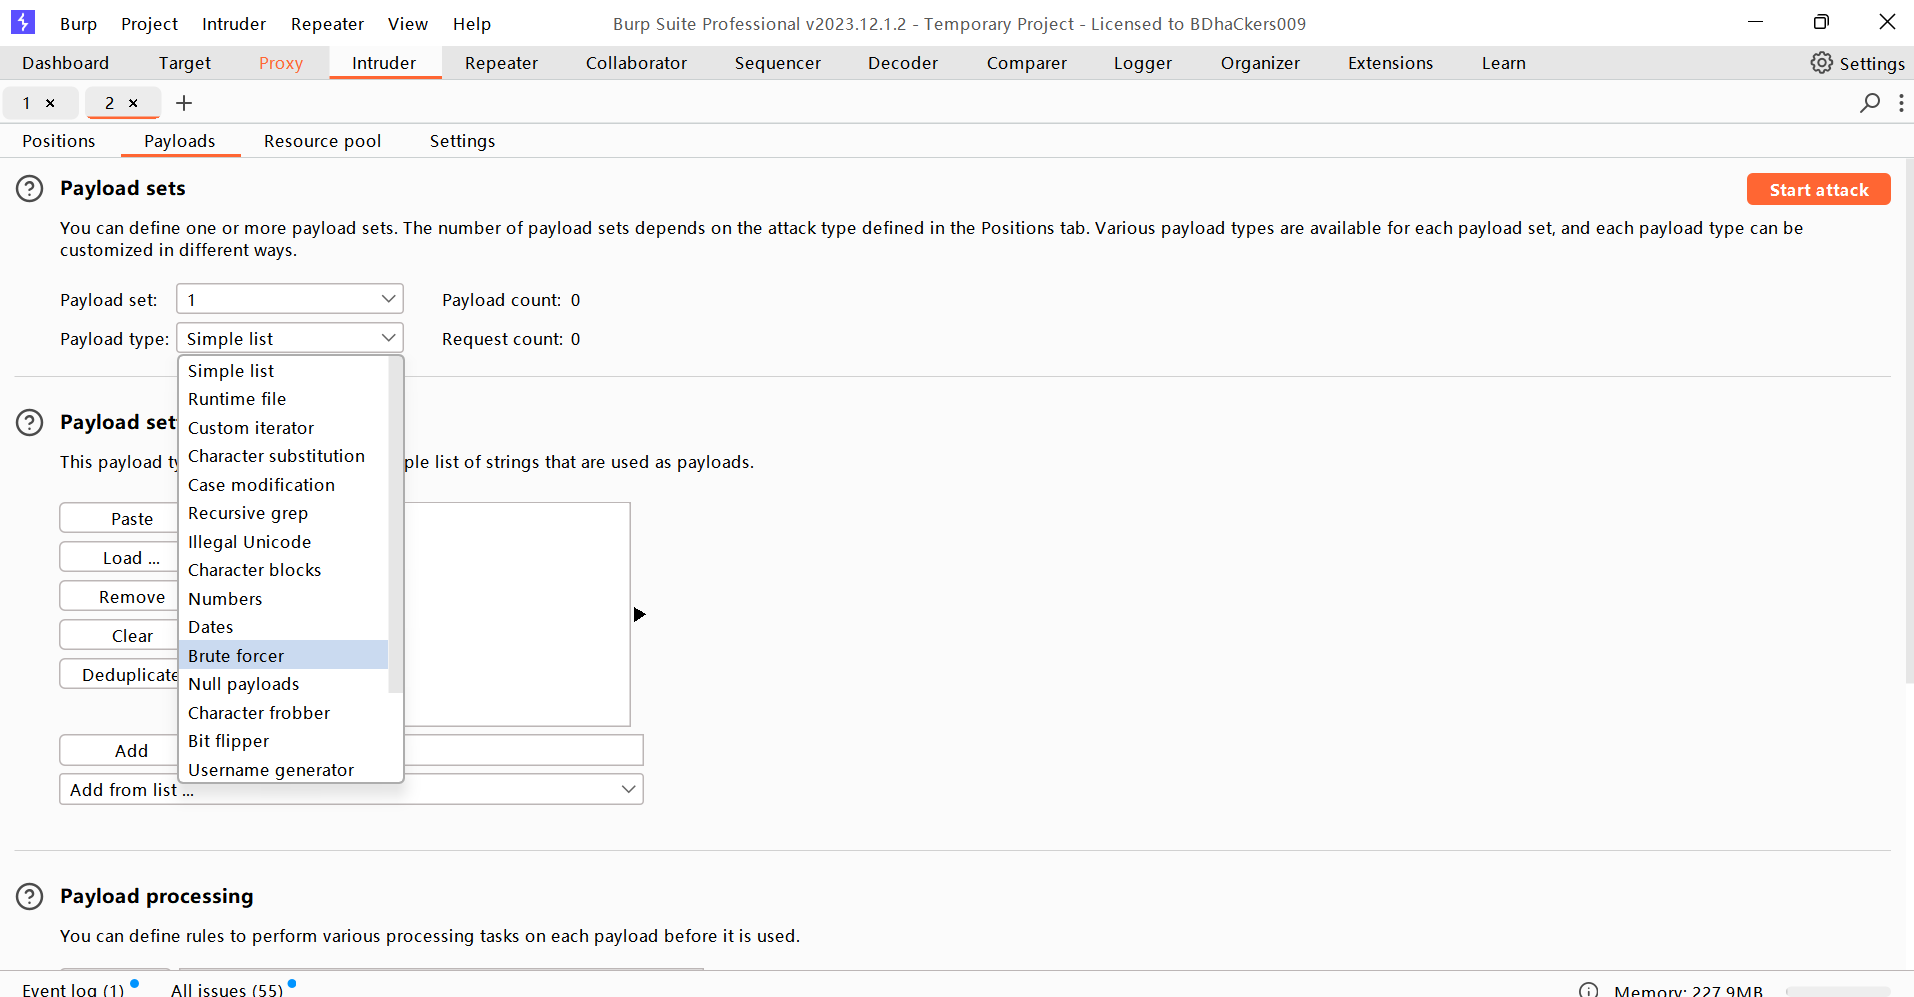 Burp Project Intruder Repeater View Help Burp Suite Professional v2023.12.1.2 - Temporary Project - Licensed to BDhaCkers009
Dashboard Target Proxy Intruder Repeater Collaborator Sequencer Decoder Comparer Logger Organizer Extensions Learn Settings
1 × 2 × +
Positions Payloads Resource pool Settings
Payload sets
Start attack
You can define one or more payload sets. The number of payload sets depends on the attack type defined in the Positions tab. Various payload types are available for each payload set, and each payload type can be
customized in different ways.
Payload set: 1 Payload count: 0
Payload type: Simple list Request count: 0
Simple list
Runtime file
Custom iterator
Character substitution
Case modification
Recursive grep
Illegal Unicode
Character blocks
Numbers
Dates
Brute forcer
Null payloads
Character frobber
Bit flipper
Username generator
Payload set
This payload ty
ple list of strings that are used as payloads.
Paste
Load ...
Remove
Clear
Deduplicate
Add
Add from list ...
Payload processing
You can define rules to perform various processing tasks on each payload before it is used.
Event log (1) All issues (55) Memory: 227.9MB